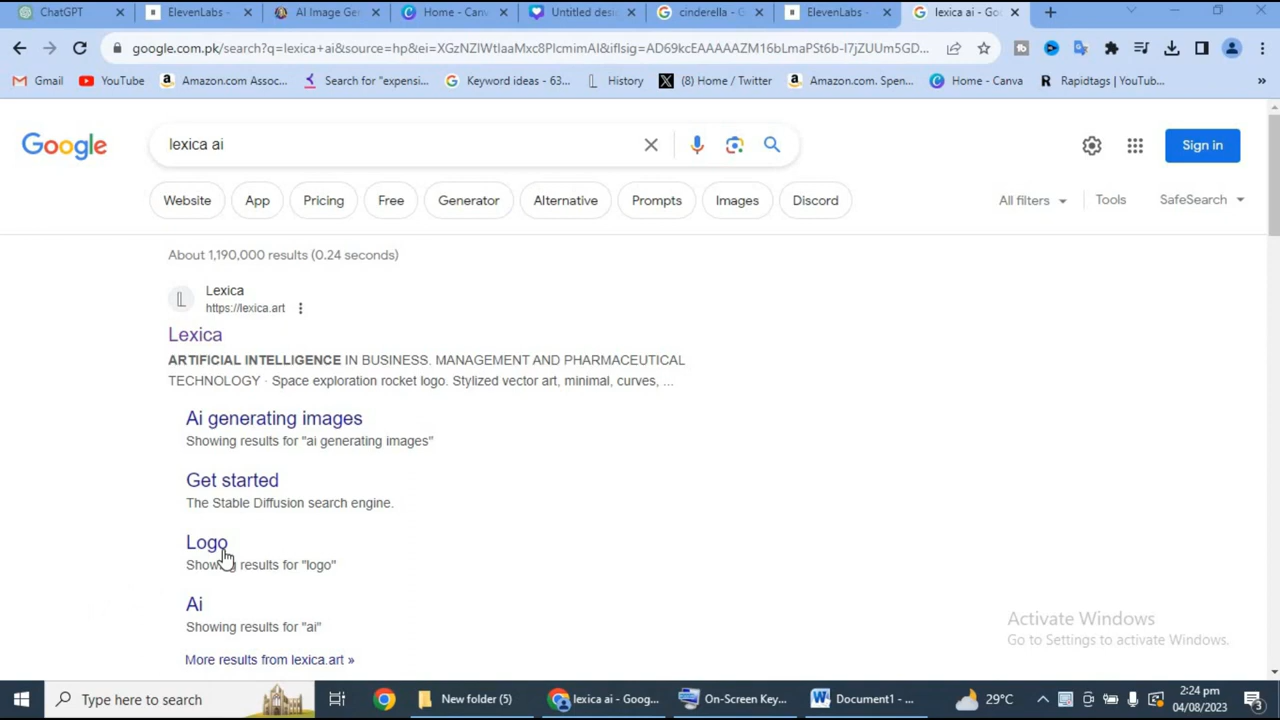 ChatGPT
ElevenLabs -
AI Image Ge
Home - Canv
Untitled desi
cinderella - G
ElevenLabs -
lexica ai - Goo
google.com.pk/search?q=lexica+ai&source=hp&ei=XGzNZIWtIaaMxc8PlcmimAI&iflsig=AD69kcEAAAAAZM16bLmaPSt6b-I7jZUUm5GD...
Gmail
YouTube
Amazon.com Assoc...
Search for "expensi...
Keyword ideas - 63...
History
(8) Home / Twitter
Amazon.com. Spen...
Home - Canva
Rapidtags | YouTub...
»
Google
lexica ai
Sign in
Website
App
Pricing
Free
Generator
Alternative
Prompts
Images
Discord
All filters
Tools
SafeSearch
About 1,190,000 results (0.24 seconds)
Lexica
https://lexica.art
Lexica
ARTIFICIAL INTELLIGENCE IN BUSINESS. MANAGEMENT AND PHARMACEUTICAL
TECHNOLOGY · Space exploration rocket logo. Stylized vector art, minimal, curves, ...
Ai generating images
Showing results for "ai generating images"
Get started
The Stable Diffusion search engine.
Logo
Showing results for "logo"
Ai
Showing results for "ai"
More results from lexica.art »
Activate Windows
Go to Settings to activate Windows.
Type here to search
New folder (5)
lexica ai - Goog...
On-Screen Key...
Document1 - ...
29°C
2:24 pm
04/08/2023
3